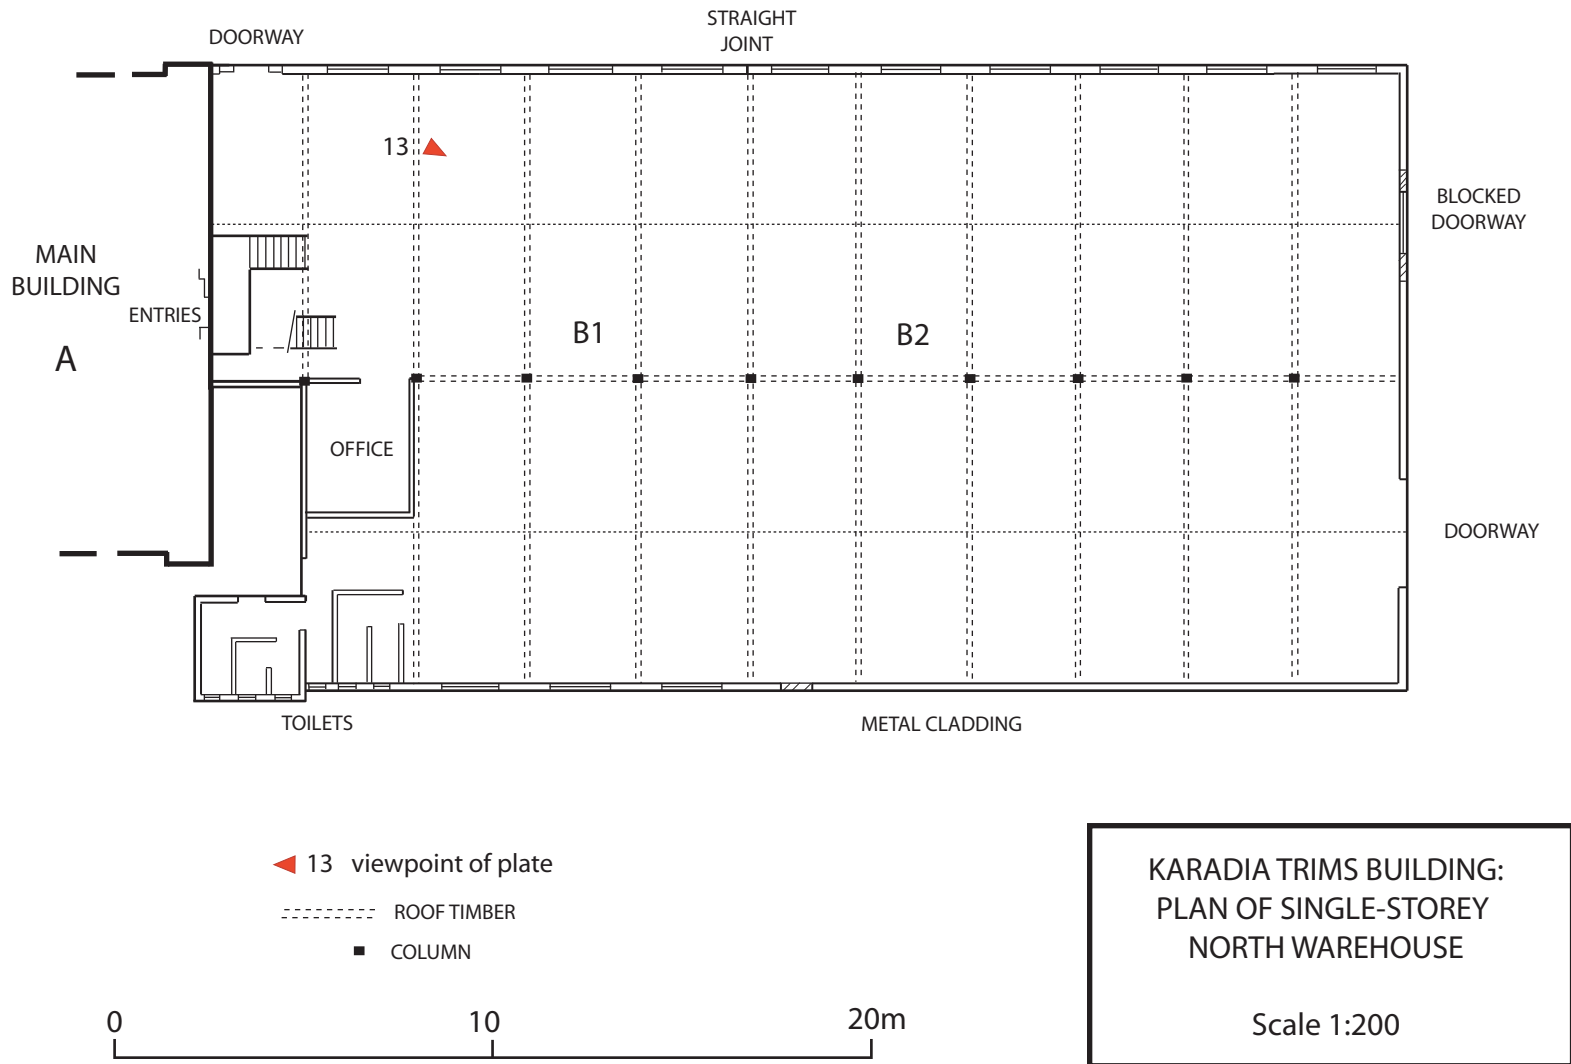 STRAIGHT
JOINT
DOORWAY
13
BLOCKED
DOORWAY
MAIN
BUILDING
ENTRIES
A
B1
B2
OFFICE
DOORWAY
TOILETS
METAL CLADDING
13 viewpoint of plate
ROOF TIMBER
COLUMN
0 10 20m
KARADIA TRIMS BUILDING:
PLAN OF SINGLE-STOREY
NORTH WAREHOUSE
Scale 1:200